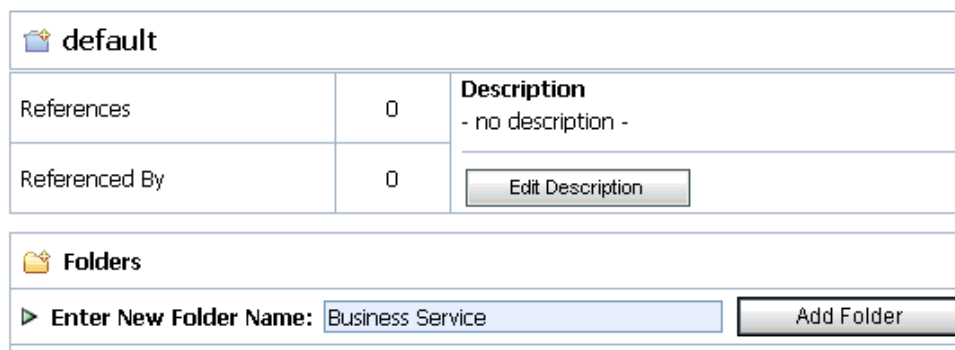 default
References 0
Description
- no description -
Referenced By 0
Edit Description
Folders
Enter New Folder Name: Business Service Add Folder